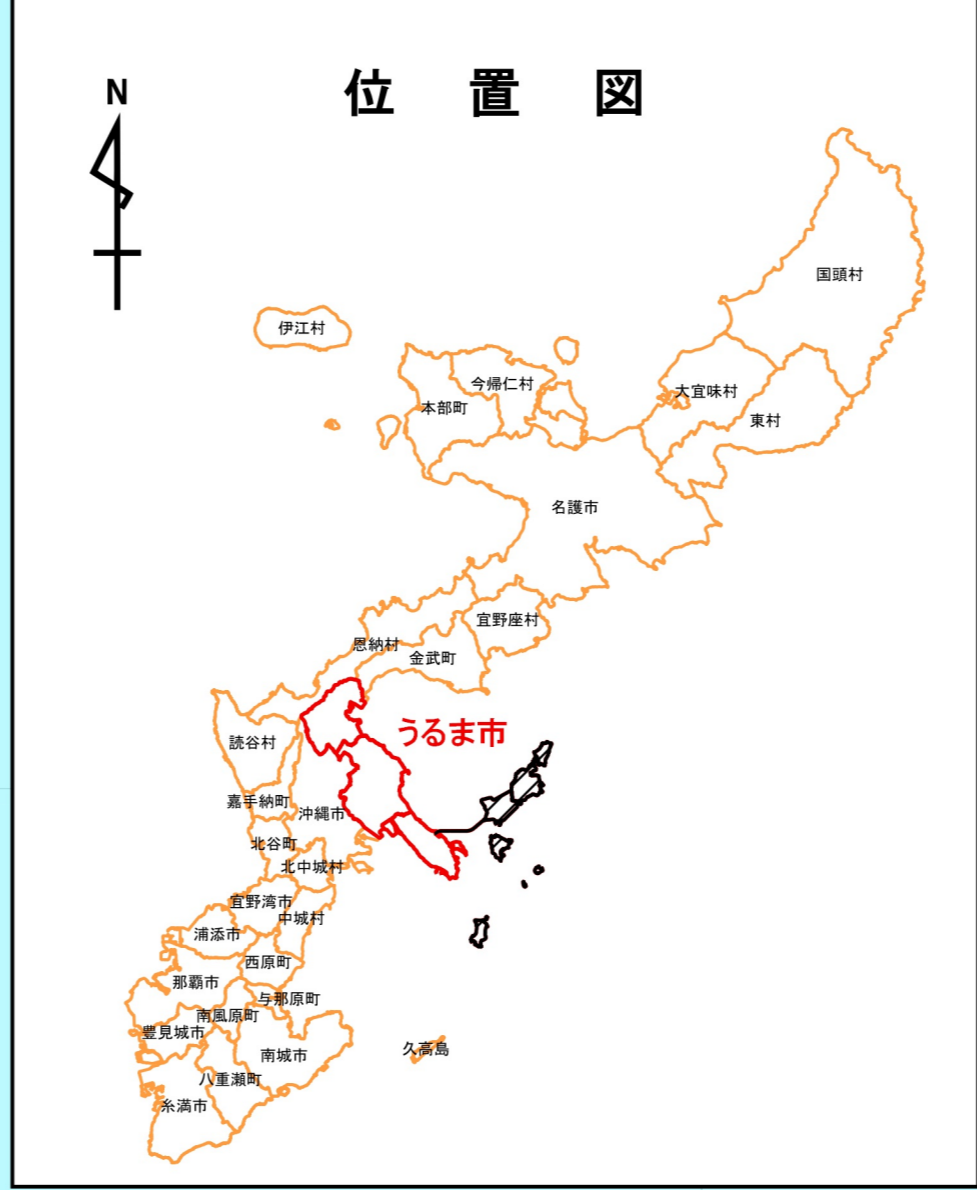 位置図
N
国頭村
伊江村
今帰仁村
大宜味村
本部町
東村
名護市
宜野座村
恩納村
金武町
うるま市
読谷村
嘉手納町
沖縄市
北谷町
北中城村
宜野湾市
中城村
浦添市
西原町
那覇市
与那原町
南風原町
豊見城市
久高島
南城市
八重瀬町
糸満市